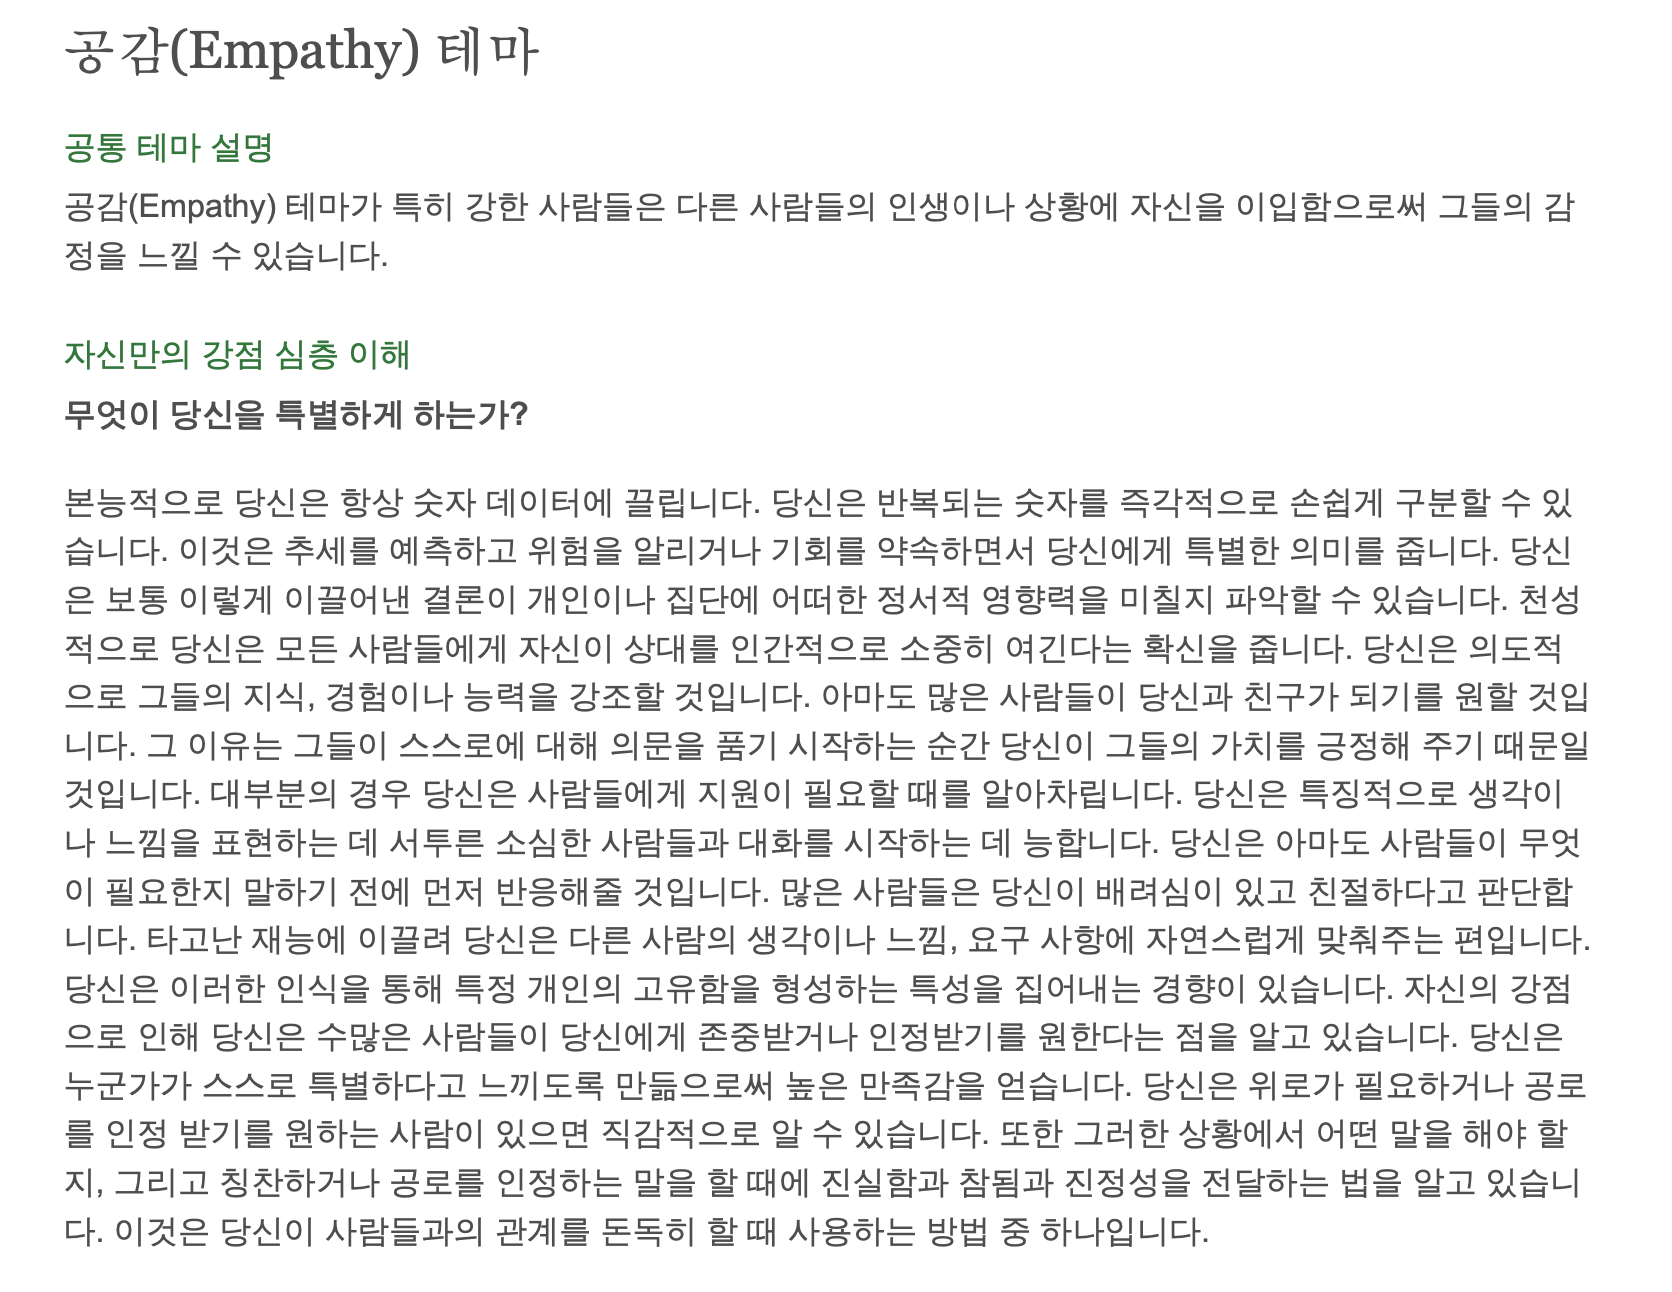 공감(Empathy) 테마
공통 테마 설명
공감(Empathy) 테마가 특히 강한 사람들은 다른 사람들의 인생이나 상황에 자신을 이입함으로써 그들의 감
정을 느낄 수 있습니다.
자신만의 강점 심층 이해
무엇이 당신을 특별하게 하는가?
본능적으로 당신은 항상 숫자 데이터에 끌립니다. 당신은 반복되는 숫자를 즉각적으로 손쉽게 구분할 수 있
습니다. 이것은 추세를 예측하고 위험을 알리거나 기회를 약속하면서 당신에게 특별한 의미를 줍니다. 당신
은 보통 이렇게 이끌어낸 결론이 개인이나 집단에 어떠한 정서적 영향력을 미칠지 파악할 수 있습니다. 천성
적으로 당신은 모든 사람들에게 자신이 상대를 인간적으로 소중히 여긴다는 확신을 줍니다. 당신은 의도적
으로 그들의 지식, 경험이나 능력을 강조할 것입니다. 아마도 많은 사람들이 당신과 친구가 되기를 원할 것입
니다. 그 이유는 그들이 스스로에 대해 의문을 품기 시작하는 순간 당신이 그들의 가치를 긍정해 주기 때문일
것입니다. 대부분의 경우 당신은 사람들에게 지원이 필요할 때를 알아차립니다. 당신은 특징적으로 생각이
나 느낌을 표현하는 데 서투른 소심한 사람들과 대화를 시작하는 데 능합니다. 당신은 아마도 사람들이 무엇
이 필요한지 말하기 전에 먼저 반응해줄 것입니다. 많은 사람들은 당신이 배려심이 있고 친절하다고 판단합
니다. 타고난 재능에 이끌려 당신은 다른 사람의 생각이나 느낌, 요구 사항에 자연스럽게 맞춰주는 편입니다.
당신은 이러한 인식을 통해 특정 개인의 고유함을 형성하는 특성을 집어내는 경향이 있습니다. 자신의 강점
으로 인해 당신은 수많은 사람들이 당신에게 존중받거나 인정받기를 원한다는 점을 알고 있습니다. 당신은
누군가가 스스로 특별하다고 느끼도록 만듦으로써 높은 만족감을 얻습니다. 당신은 위로가 필요하거나 공로
를 인정 받기를 원하는 사람이 있으면 직감적으로 알 수 있습니다. 또한 그러한 상황에서 어떤 말을 해야 할
지, 그리고 칭찬하거나 공로를 인정하는 말을 할 때에 진실함과 참됨과 진정성을 전달하는 법을 알고 있습니
다. 이것은 당신이 사람들과의 관계를 돈독히 할 때 사용하는 방법 중 하나입니다.